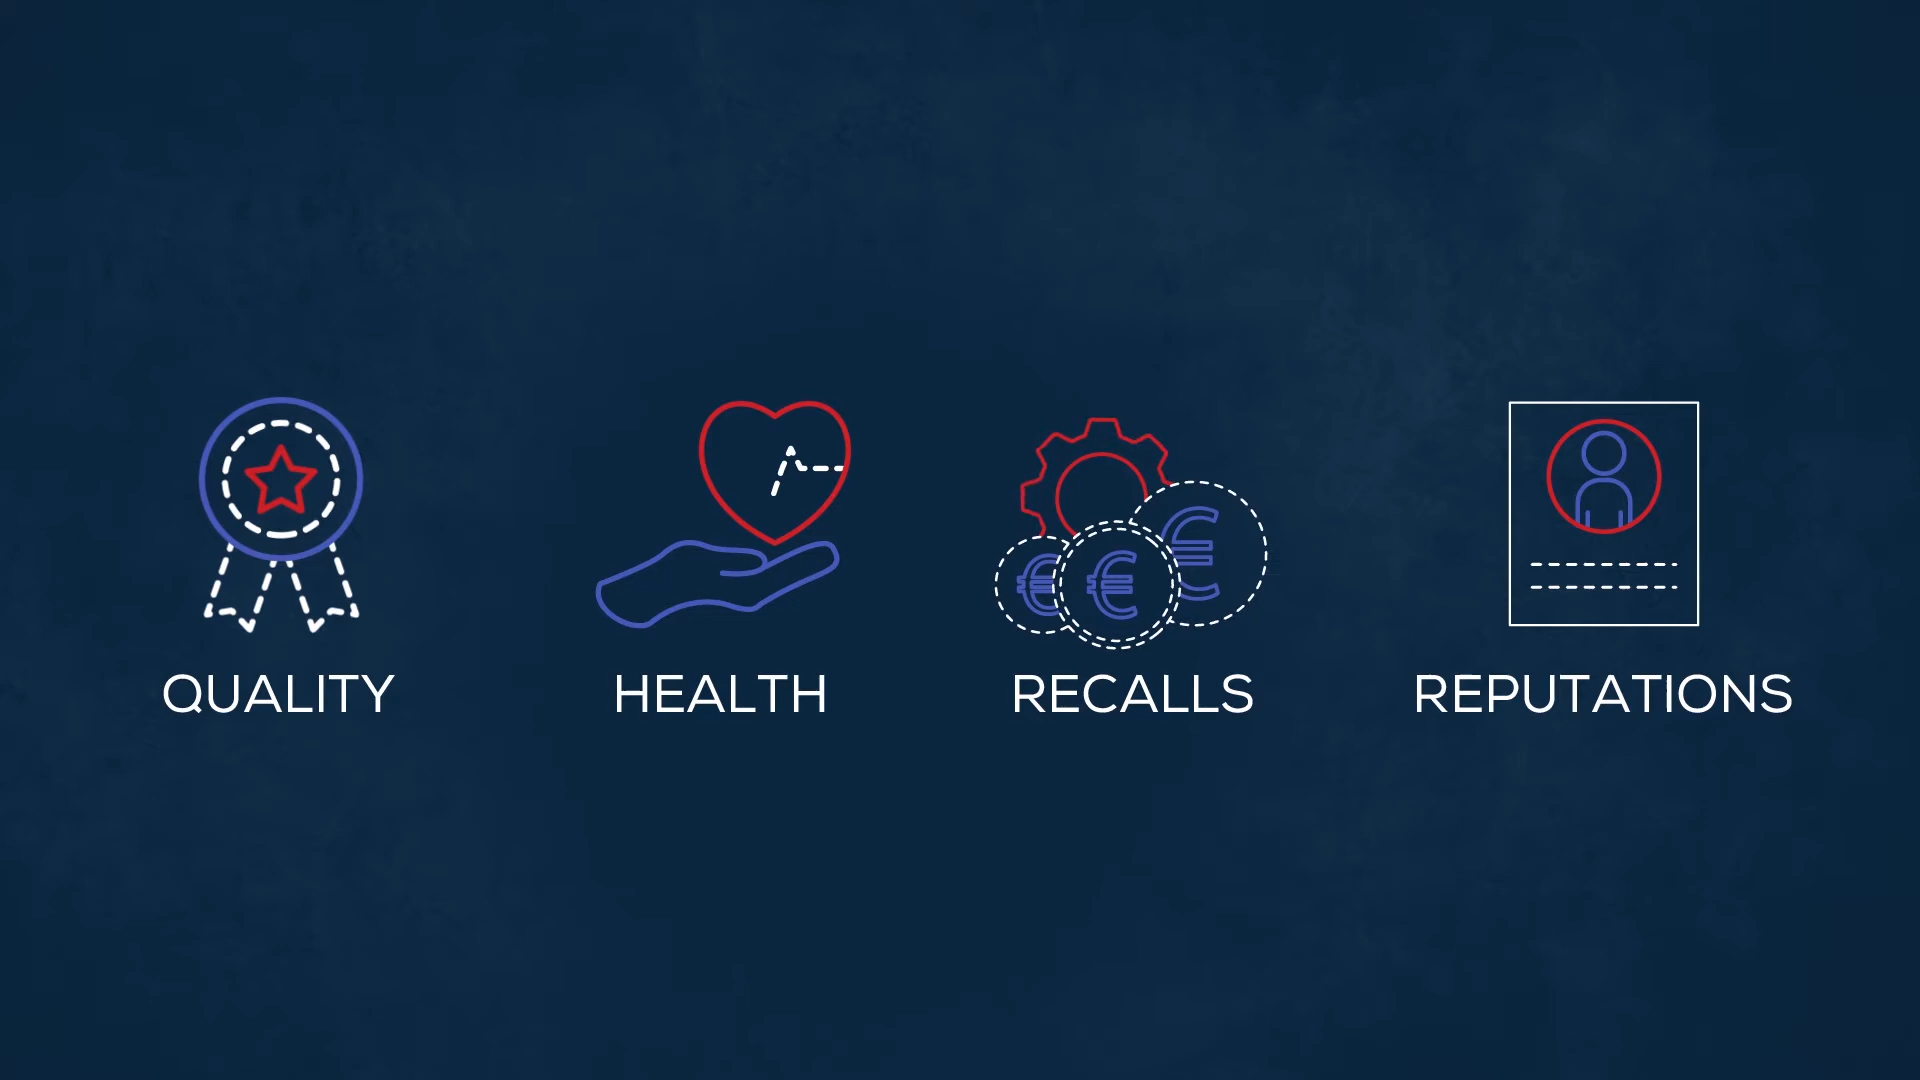 € € €
QUALITY HEALTH RECALLS REPUTATIONS